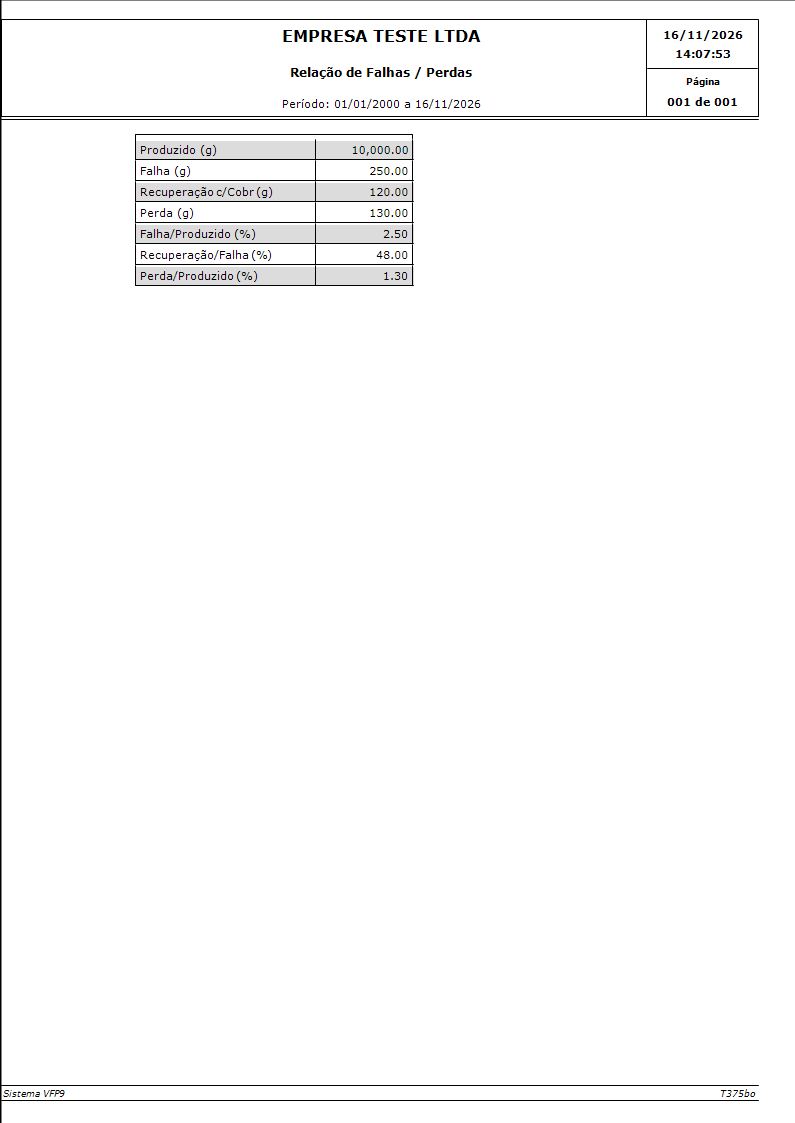 EMPRESA TESTE LTDA
Relação de Falhas / Perdas
Período: 01/01/2000 a 16/11/2026
16/11/2026
14:07:53
Página
001 de 001
Produzido (g) 10,000.00
Falha (g) 250.00
Recuperação c/Cobr (g) 120.00
Perda (g) 130.00
Falha/Produzido (%) 2.50
Recuperação/Falha (%) 48.00
Perda/Produzido (%) 1.30
Sistema VFP9 T375bo